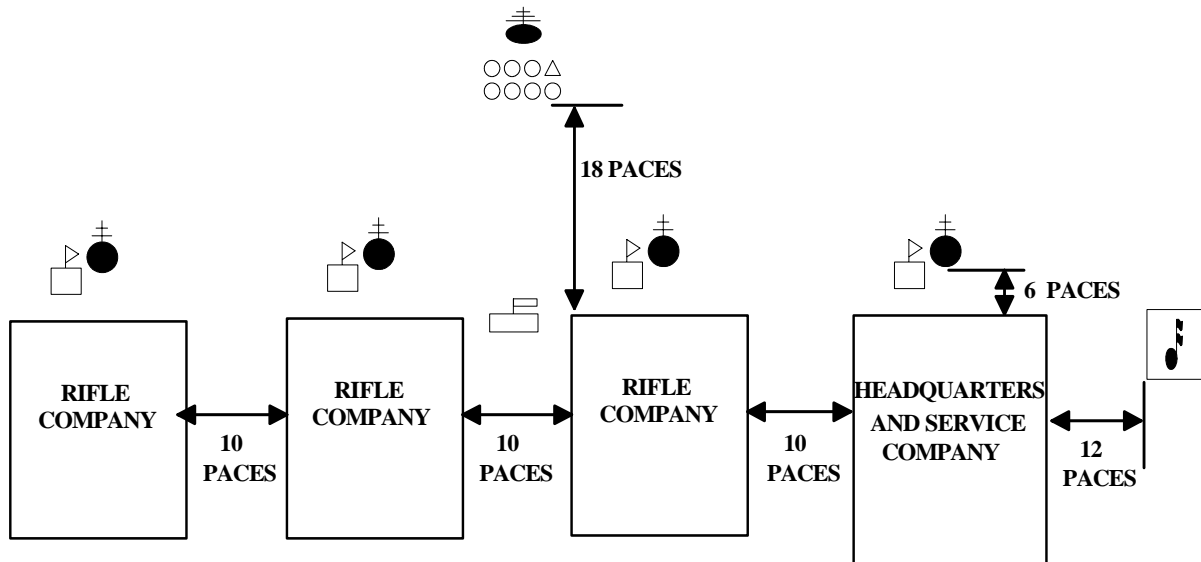 18 PACES
6 PACES
RIFLE
COMPANY
RIFLE
COMPANY
RIFLE
COMPANY
HEADQUARTERS
AND SERVICE
COMPANY
10
PACES
10
PACES
10
PACES
12
PACES